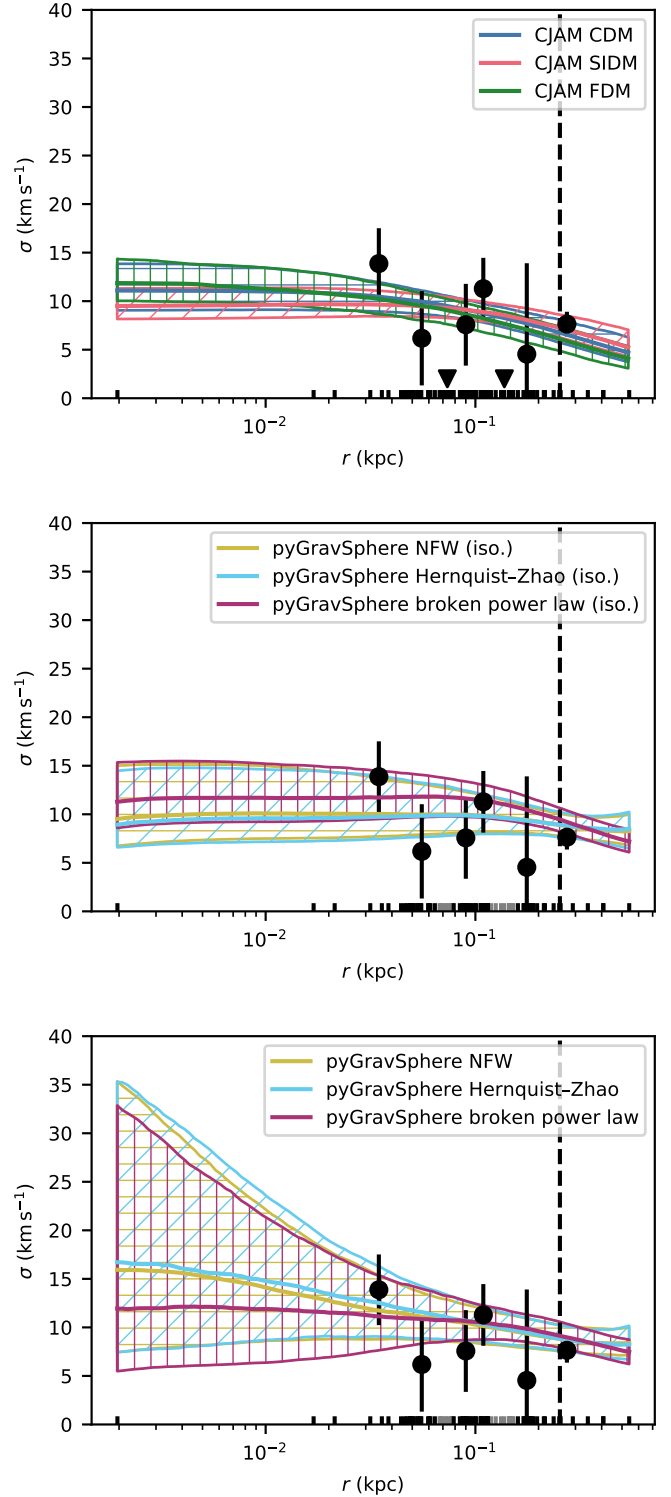 40
35
30
25
20
15
10
5
0
σ (km s⁻¹)
CJAM CDM
CJAM SIDM
CJAM FDM
10⁻²
10⁻¹
r (kpc)
40
35
30
25
20
15
10
5
0
σ (km s⁻¹)
pyGravSphere NFW (iso.)
pyGravSphere Hernquist–Zhao (iso.)
pyGravSphere broken power law (iso.)
10⁻²
10⁻¹
r (kpc)
40
35
30
25
20
15
10
5
0
σ (km s⁻¹)
pyGravSphere NFW
pyGravSphere Hernquist–Zhao
pyGravSphere broken power law
10⁻²
10⁻¹
r (kpc)